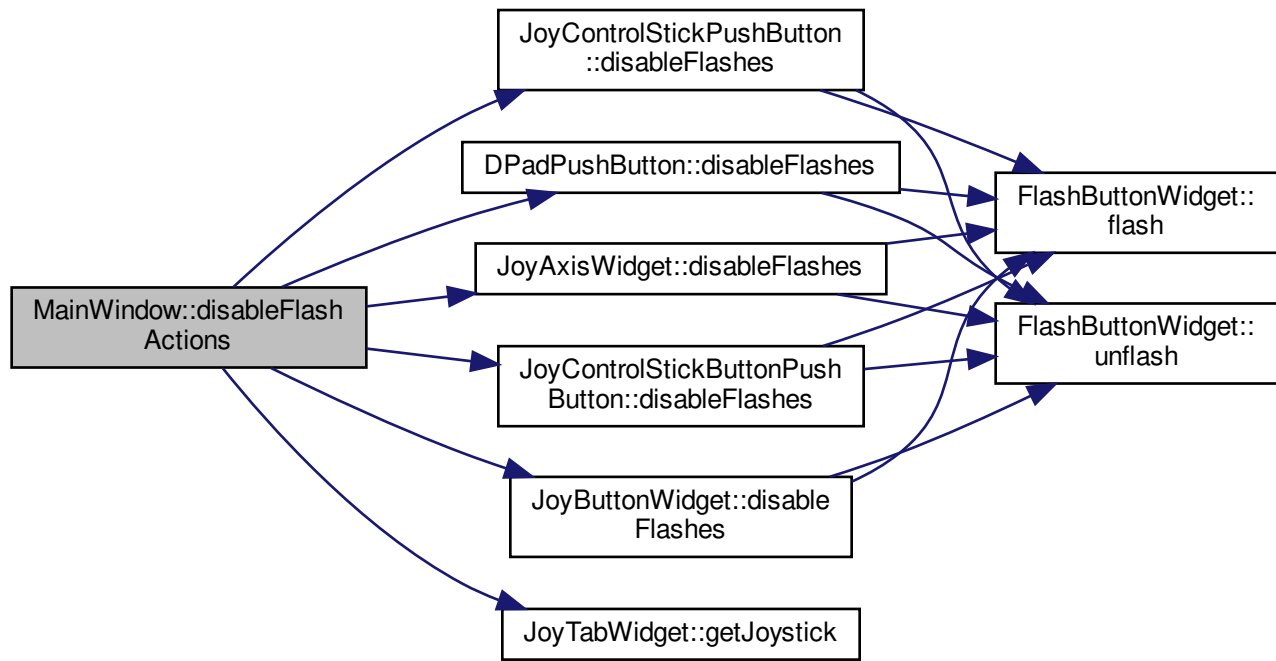 JoyControlStickPushButton
::disableFlashes
DPadPushButton::disableFlashes
FlashButtonWidget::
flash
JoyAxisWidget::disableFlashes
MainWindow::disableFlash
Actions
FlashButtonWidget::
unflash
JoyControlStickButtonPush
Button::disableFlashes
JoyButtonWidget::disable
Flashes
JoyTabWidget::getJoystick